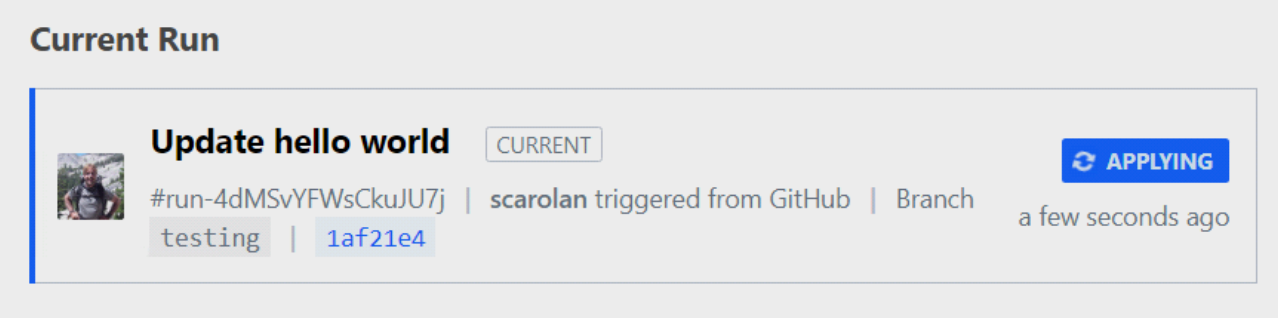 Current Run
Update hello world CURRENT
APPLYING
#run-4dMSvYFWsCkuJU7j | scarolan triggered from GitHub | Branch
a few seconds ago
testing | 1af21e4